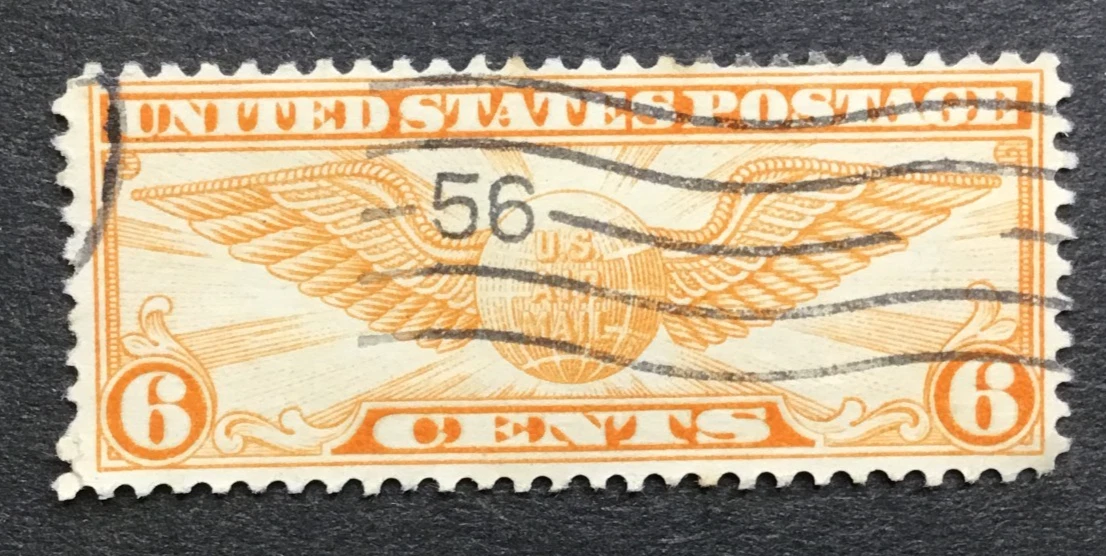 UNITED STATES POSTAGE
56
U.S
AIR
MAIL
6 CENTS 6